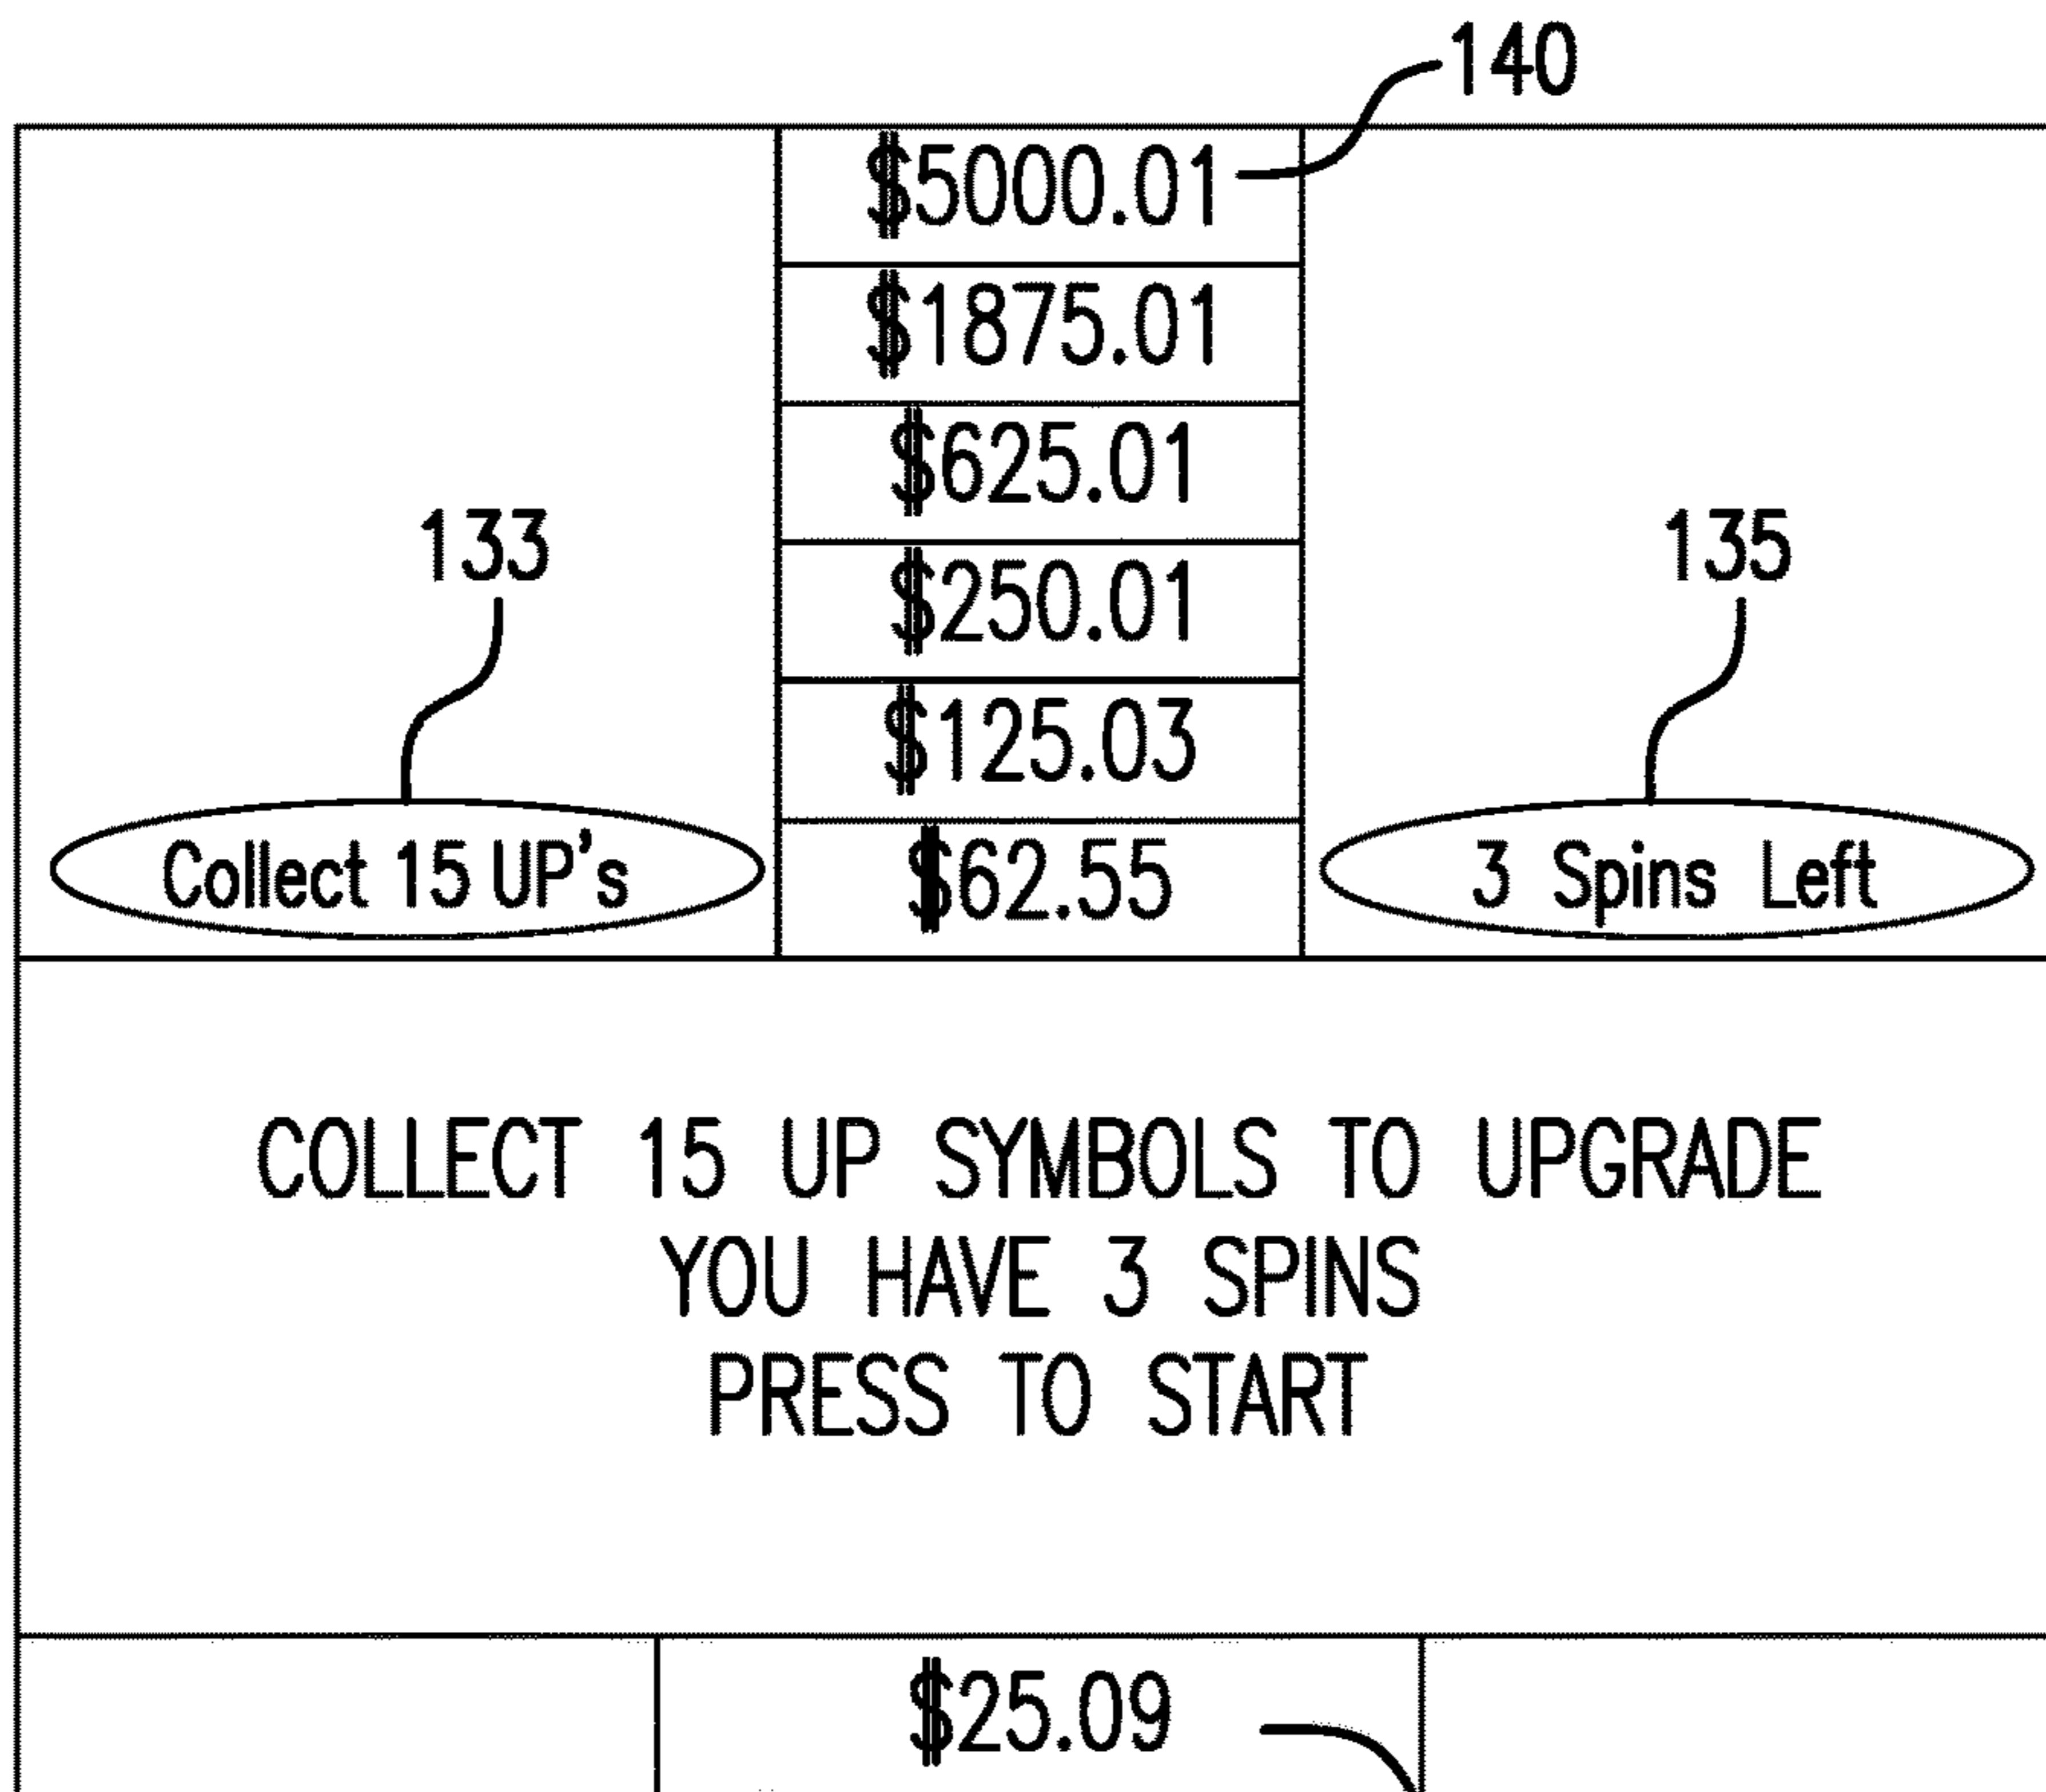 140
$5000.01
$1875.01
$625.01
133
135
$250.01
$125.03
Collect 15 UP's
$62.55
3 Spins Left
COLLECT 15 UP SYMBOLS TO UPGRADE
YOU HAVE 3 SPINS
PRESS TO START
$25.09